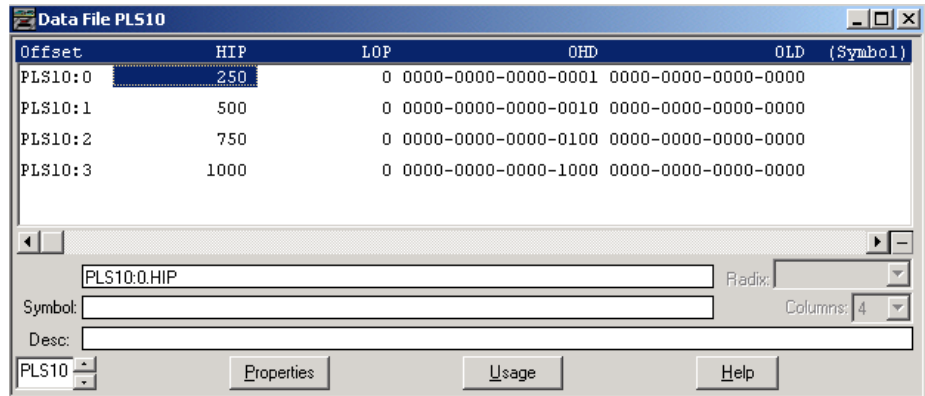 Data File PLS10
Offset HIP LOP OHD OLD (Symbol)
PLS10:0 250 0 0000-0000-0000-0001 0000-0000-0000-0000
PLS10:1 500 0 0000-0000-0000-0010 0000-0000-0000-0000
PLS10:2 750 0 0000-0000-0000-0100 0000-0000-0000-0000
PLS10:3 1000 0 0000-0000-0000-1000 0000-0000-0000-0000
PLS10:0.HIP Radix:
Symbol: Columns: 4
Desc:
PLS10 Properties Usage Help